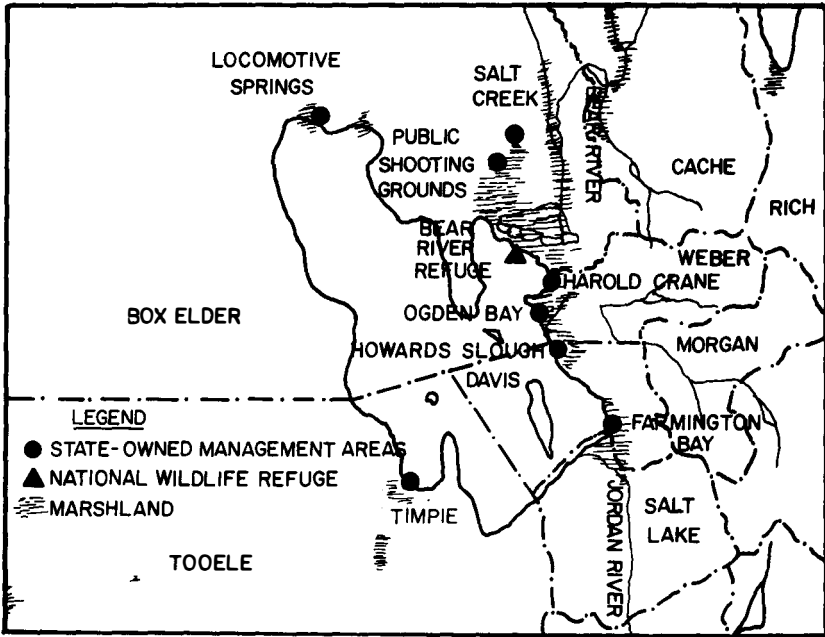 LOCOMOTIVE
SPRINGS
SALT
CREEK
PUBLIC
SHOOTING
GROUNDS
BEAR RIVER
CACHE
RICH
BEAR
RIVER
REFUGE
WEBER
HAROLD CRANE
BOX ELDER
OGDEN BAY
HOWARDS SLOUGH
MORGAN
DAVIS
LEGEND
STATE-OWNED MANAGEMENT AREAS
NATIONAL WILDLIFE REFUGE
MARSHLAND
FARMINGTON
BAY
TIMPIE
JORDAN RIVER
SALT
LAKE
TOOELE